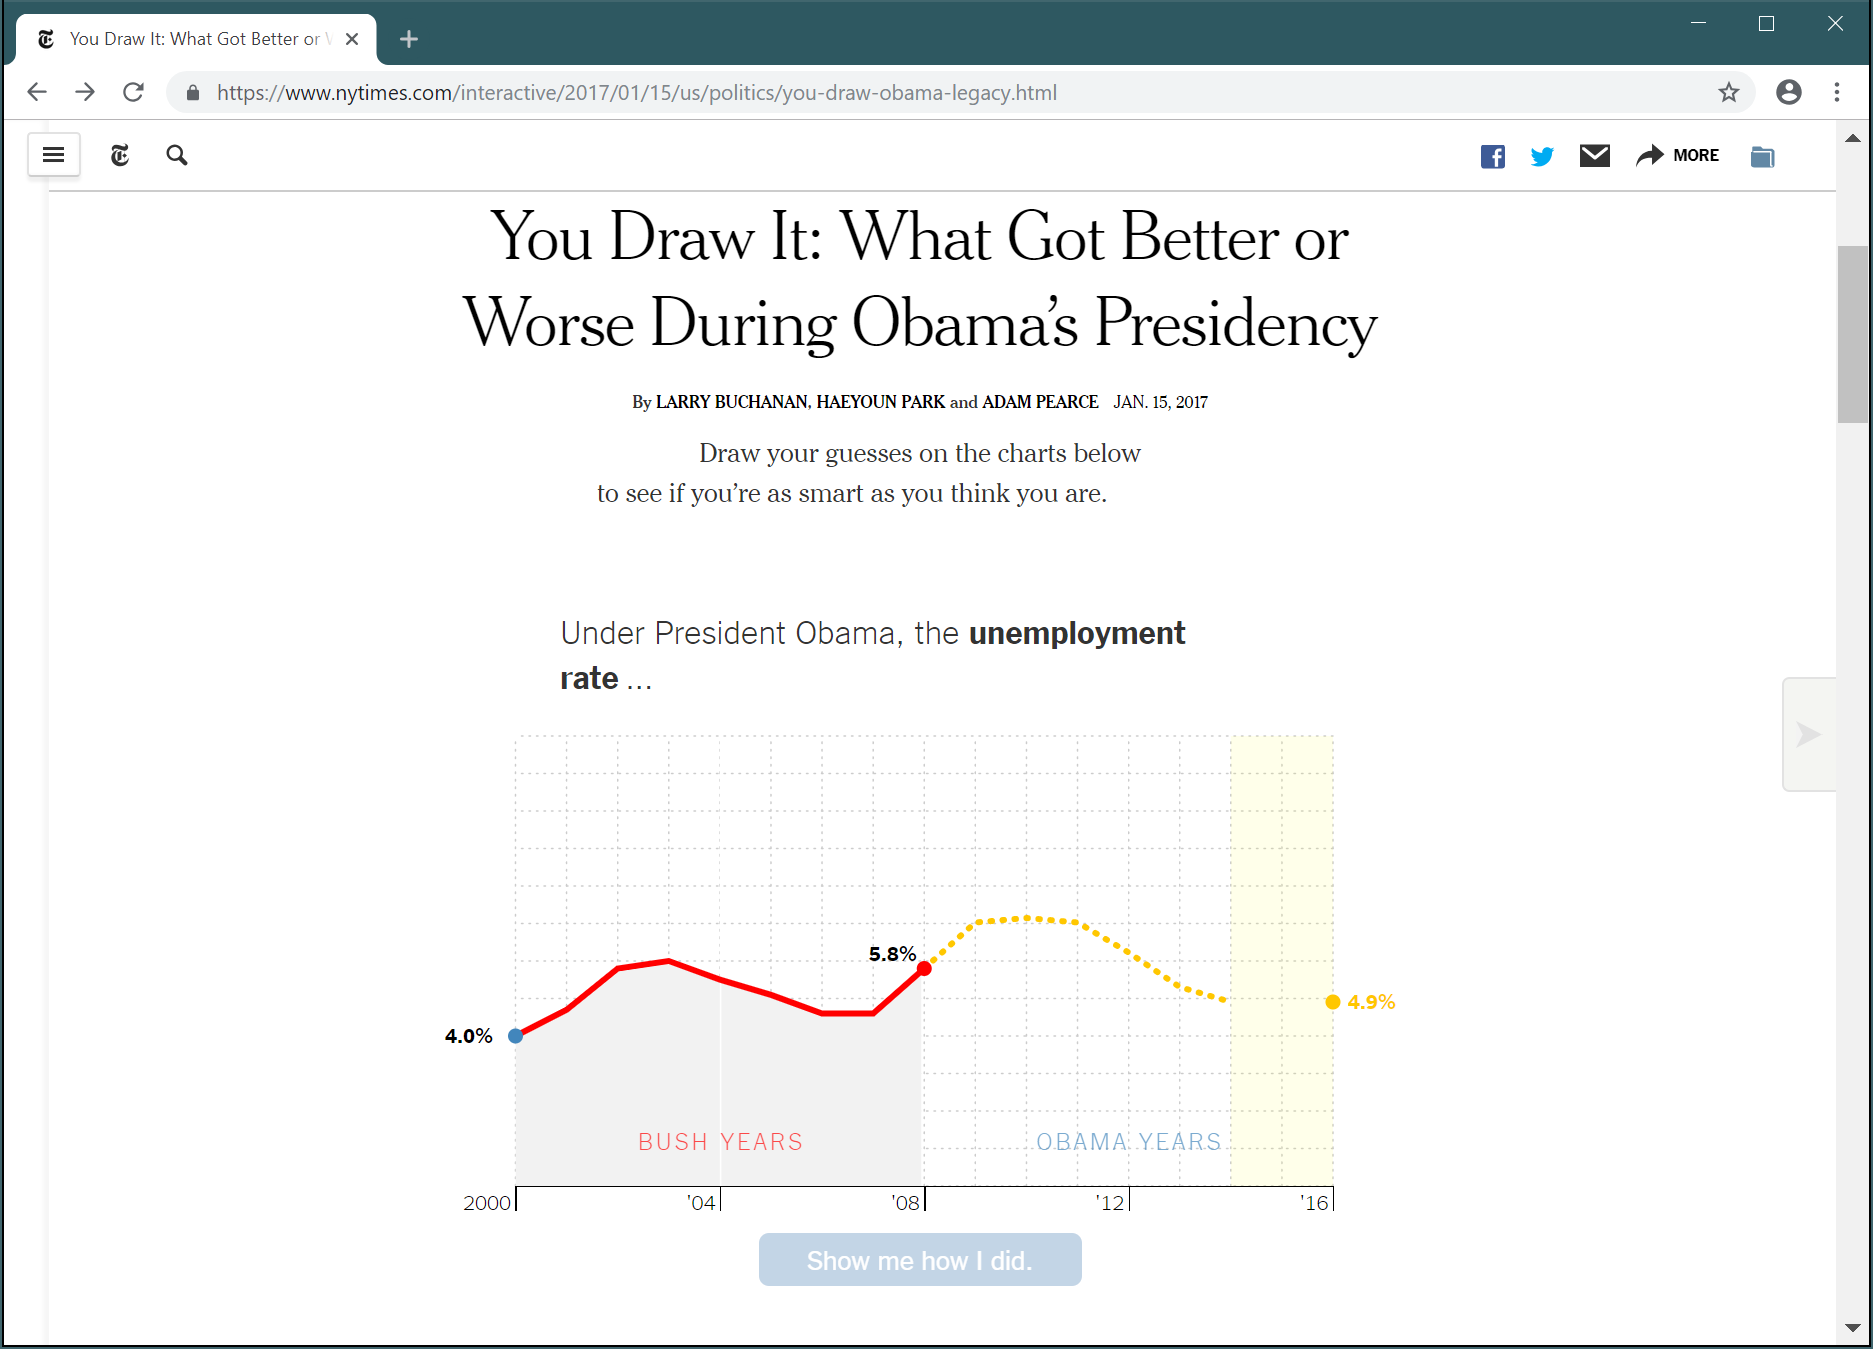 You Draw It: What Got Better or
https://www.nytimes.com/interactive/2017/01/15/us/politics/you-draw-obama-legacy.html
MORE
You Draw It: What Got Better or
Worse During Obama’s Presidency
By LARRY BUCHANAN, HAEYOUN PARK and ADAM PEARCE JAN. 15, 2017
Draw your guesses on the charts below
to see if you’re as smart as you think you are.
Under President Obama, the unemployment
rate ...
5.8%
4.9%
4.0%
BUSH YEARS
OBAMA YEARS
2000 '04 '08 '12 '16
Show me how I did.